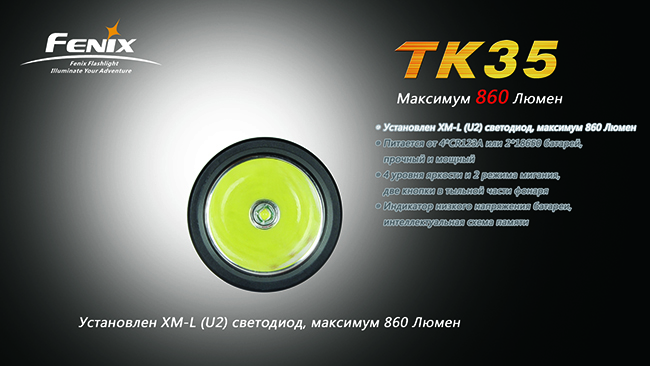 FENIX
Fenix Flashlight
Illuminate Your Adventure
TK35
Максимум 860 Люмен
• Установлен XM-L (U2) светодиод, максимум 860 Люмен
• Питается от 4*CR123A или 2*18650 батарей,
прочный и мощный
• 4 уровня яркости и 2 режима мигания,
две кнопки в тыльной части фонаря
• Индикатор низкого напряжения батареи,
интеллектуальная схема памяти
Установлен XM-L (U2) светодиод, максимум 860 Люмен